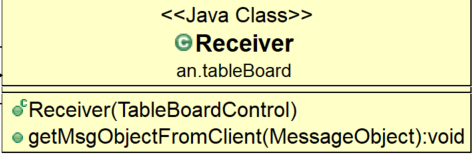 <<Java Class>>
Receiver
an.tableBoard
Receiver(TableBoardControl)
getMsgObjectFromClient(MessageObject):void